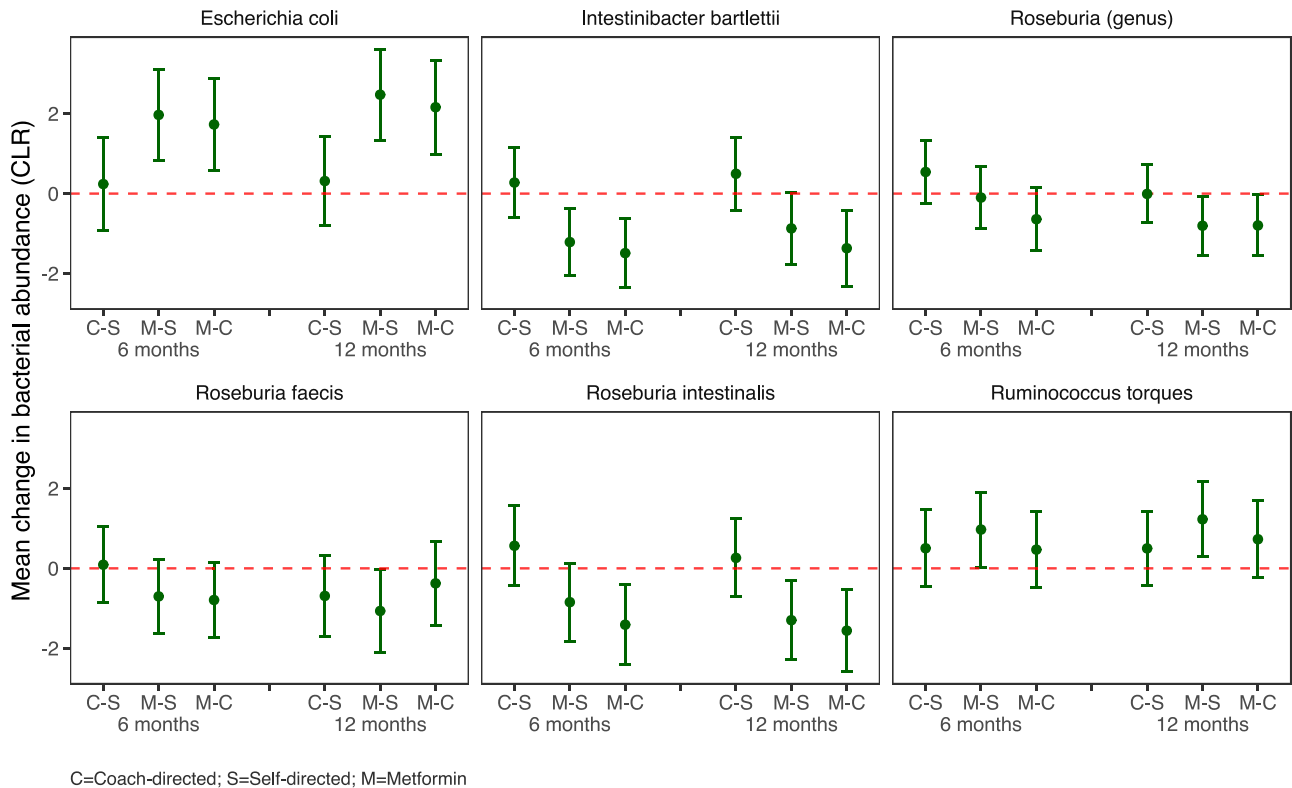 Escherichia coli
Intestinibacter bartlettii
Roseburia (genus)
Mean change in bacterial abundance (CLR)
2
0
-2
C-S M-S M-C C-S M-S M-C
6 months 12 months
C-S M-S M-C C-S M-S M-C
6 months 12 months
C-S M-S M-C C-S M-S M-C
6 months 12 months
Roseburia faecis
Roseburia intestinalis
Ruminococcus torques
2
0
-2
C-S M-S M-C C-S M-S M-C
6 months 12 months
C-S M-S M-C C-S M-S M-C
6 months 12 months
C-S M-S M-C C-S M-S M-C
6 months 12 months
C=Coach-directed; S=Self-directed; M=Metformin